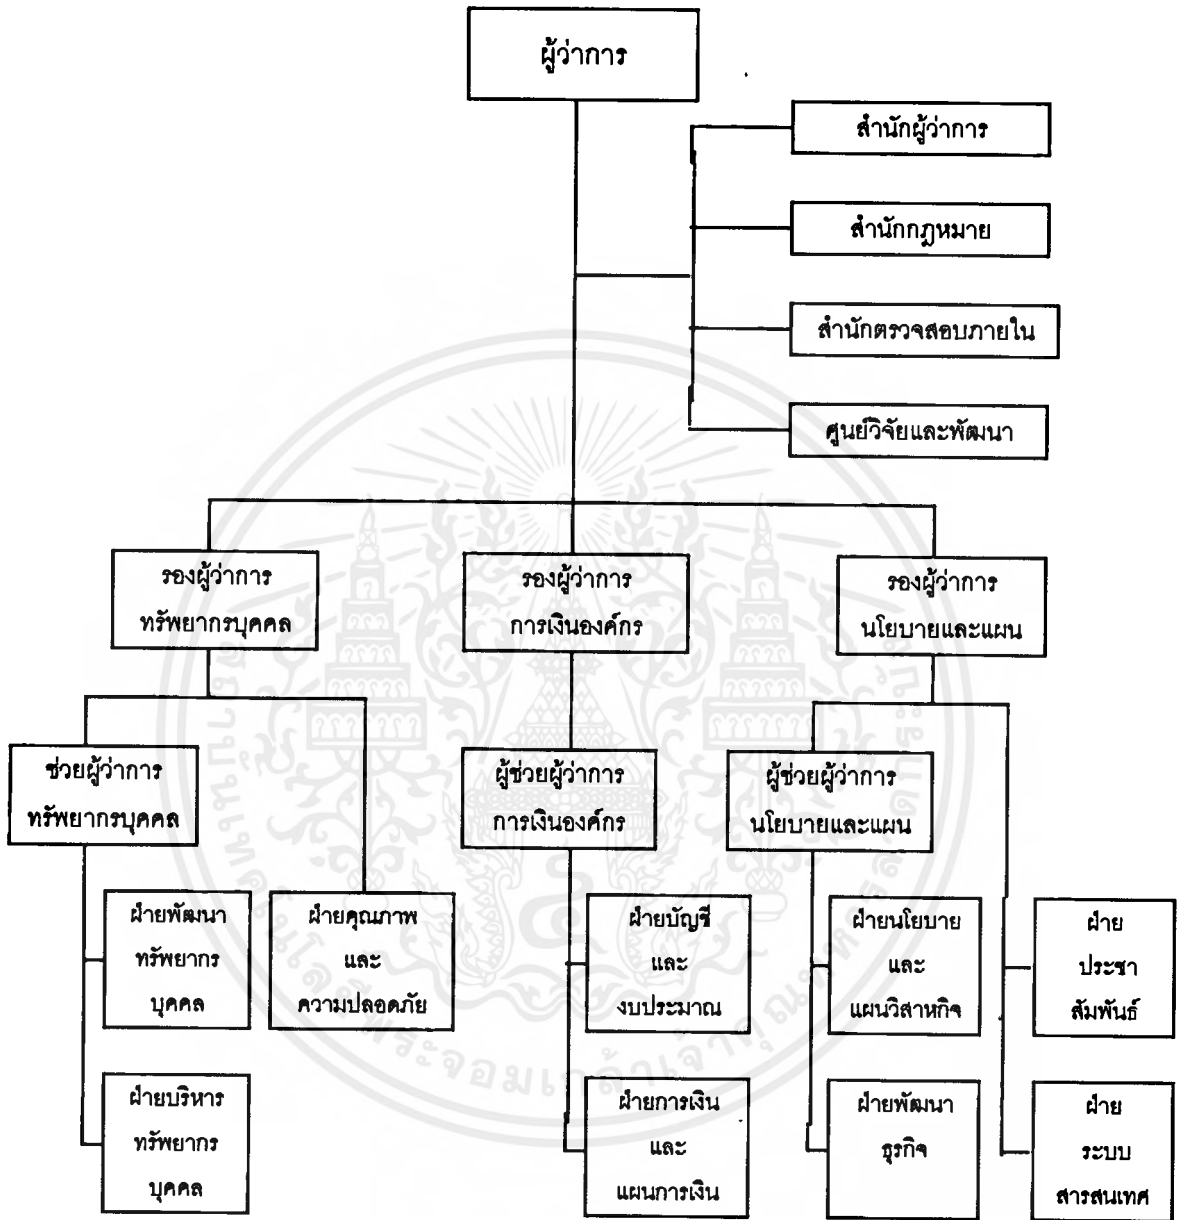 ผู้ว่าการ
สำนักผู้ว่าการ
สำนักกฎหมาย
สำนักตรวจสอบภายใน
ศูนย์วิจัยและพัฒนา
รองผู้ว่าการ
ทรัพยากรบุคคล
รองผู้ว่าการ
การเงินองค์กร
รองผู้ว่าการ
นโยบายและแผน
ช่วยผู้ว่าการ
ทรัพยากรบุคคล
ผู้ช่วยผู้ว่าการ
การเงินองค์กร
ผู้ช่วยผู้ว่าการ
นโยบายและแผน
ฝ่ายพัฒนา
ทรัพยากร
บุคคล
ฝ่ายคุณภาพ
และ
ความปลอดภัย
ฝ่ายบัญชี
และ
งบประมาณ
ฝ่ายนโยบาย
และ
แผนวิสาหกิจ
ฝ่าย
ประชา
สัมพันธ์
ฝ่ายบริหาร
ทรัพยากร
บุคคล
ฝ่ายการเงิน
และ
แผนการเงิน
ฝ่ายพัฒนา
ธุรกิจ
ฝ่าย
ระบบ
สารสนเทศ